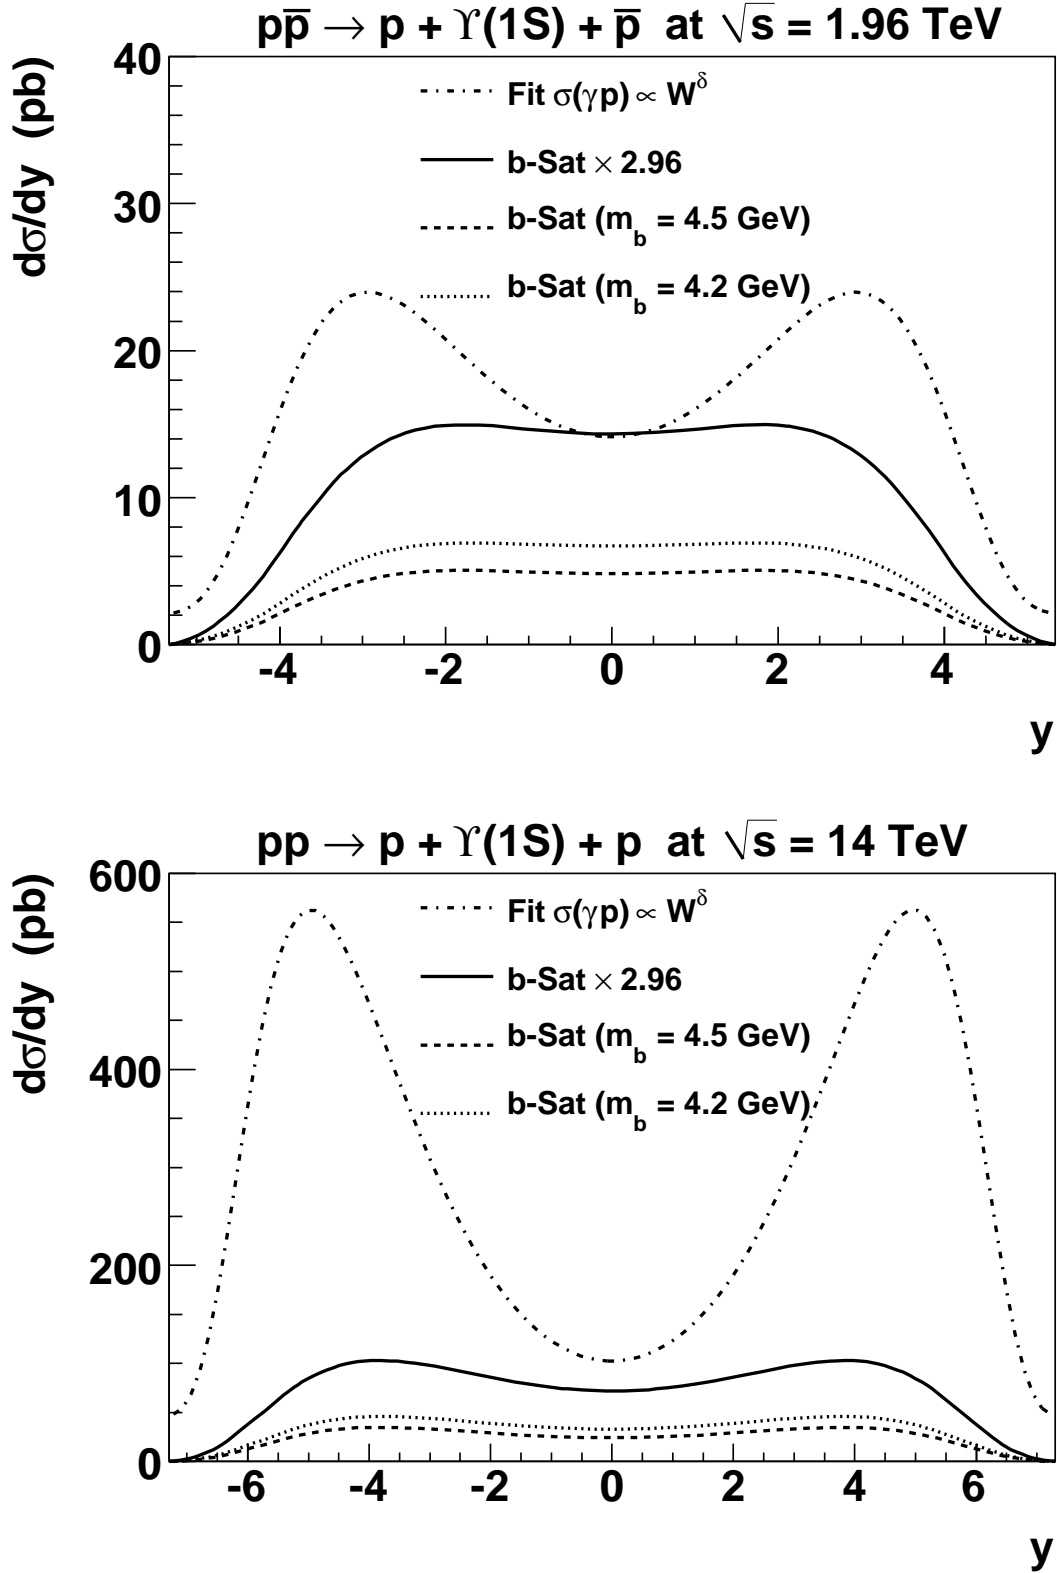 pp̅ → p + ϒ(1S) + p̅ at √s = 1.96 TeV
dσ/dy (pb)
40
30
20
10
0
Fit σ(γp) ∝ W^δ
b-Sat × 2.96
b-Sat (m_b = 4.5 GeV)
b-Sat (m_b = 4.2 GeV)
-4 -2 0 2 4
y
pp → p + ϒ(1S) + p at √s = 14 TeV
dσ/dy (pb)
600
400
200
0
Fit σ(γp) ∝ W^δ
b-Sat × 2.96
b-Sat (m_b = 4.5 GeV)
b-Sat (m_b = 4.2 GeV)
-6 -4 -2 0 2 4 6
y